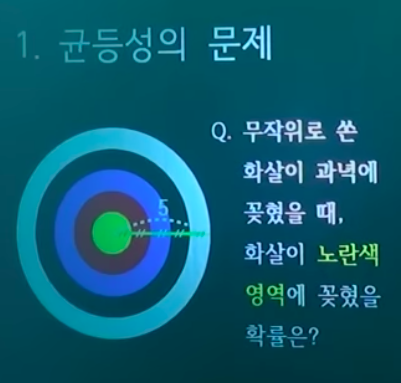 1. 균등성의 문제
Q. 무작위로 쏜
화살이 과녁에
꽂혔을 때,
5
화살이 노란색
영역에 꽂혔을
확률은?